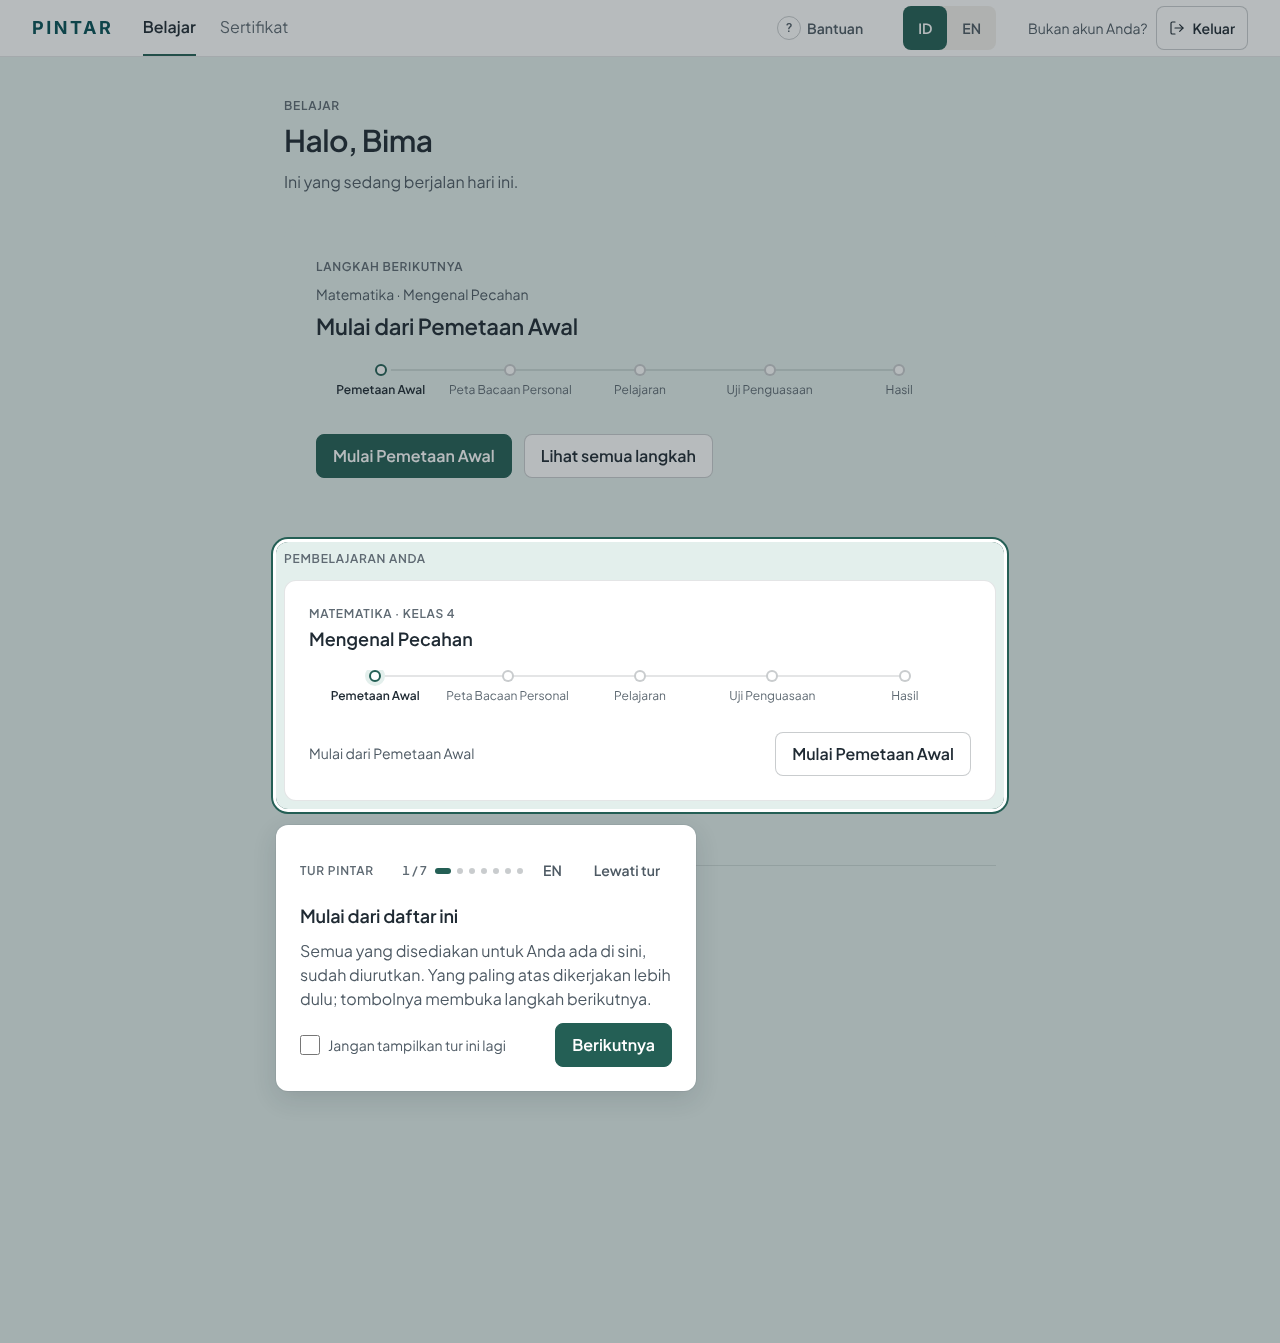 PINTAR Belajar Sertifikat ? Bantuan ID EN Bukan akun Anda? Keluar
BELAJAR
Halo, Bima
Ini yang sedang berjalan hari ini.
LANGKAH BERIKUTNYA
Matematika · Mengenal Pecahan
Mulai dari Pemetaan Awal
Pemetaan Awal Peta Bacaan Personal Pelajaran Uji Penguasaan Hasil
Mulai Pemetaan Awal Lihat semua langkah
PEMBELAJARAN ANDA
MATEMATIKA · KELAS 4
Mengenal Pecahan
Pemetaan Awal Peta Bacaan Personal Pelajaran Uji Penguasaan Hasil
Mulai dari Pemetaan Awal Mulai Pemetaan Awal
TUR PINTAR 1/7 EN Lewati tur
Mulai dari daftar ini
Semua yang disediakan untuk Anda ada di sini,
sudah diurutkan. Yang paling atas dikerjakan lebih
dulu; tombolnya membuka langkah berikutnya.
Jangan tampilkan tur ini lagi Berikutnya